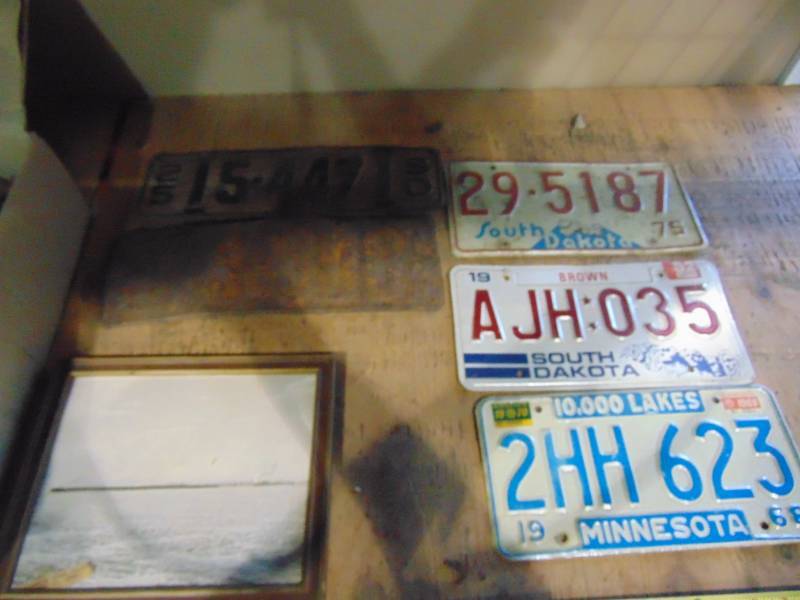 15·447
29·5187
South
Dakota
75
19 BROWN
AJH:035
SOUTH
DAKOTA
10,000 LAKES
2HH 623
19 MINNESOTA